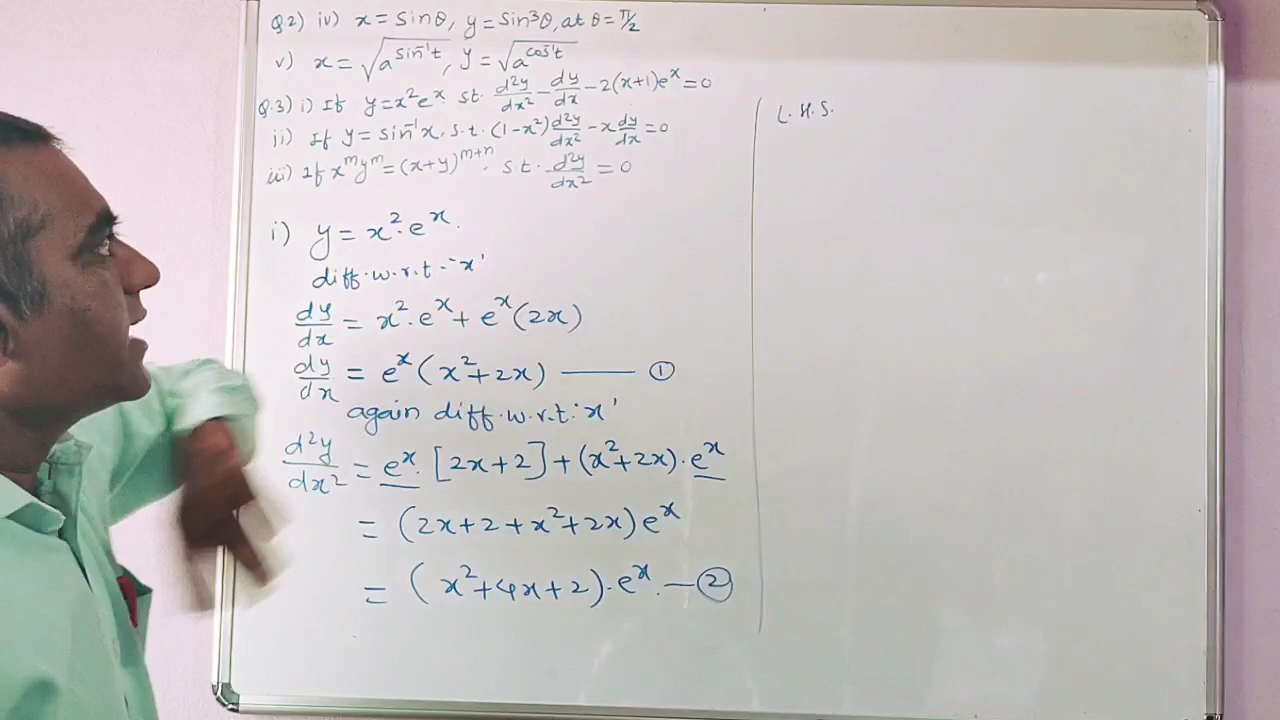 Q.2) iv) x = sinθ, y = sin³θ, at θ = π/2
v) x = √(a^(sin⁻¹t)), y = √(a^(cos⁻¹t))
Q.3) i) If y = x²eˣ. s.t. d²y/dx² - dy/dx - 2(x+1)eˣ = 0
ii) If y = sin⁻¹x, s.t. (1-x²)d²y/dx² - x dy/dx = 0
iii) If x^m y^m = (x+y)^(m+n). s.t. d²y/dx² = 0
i) y = x²·eˣ.
diff.w.r.t. 'x'
dy/dx = x²·eˣ + eˣ(2x)
dy/dx = eˣ(x²+2x) —— ①
again diff.w.r.t. 'x'
d²y/dx² = eˣ·[2x+2] + (x²+2x)·eˣ
= (2x+2+x²+2x)eˣ
= (x²+4x+2)·eˣ. — ②
L.H.S.